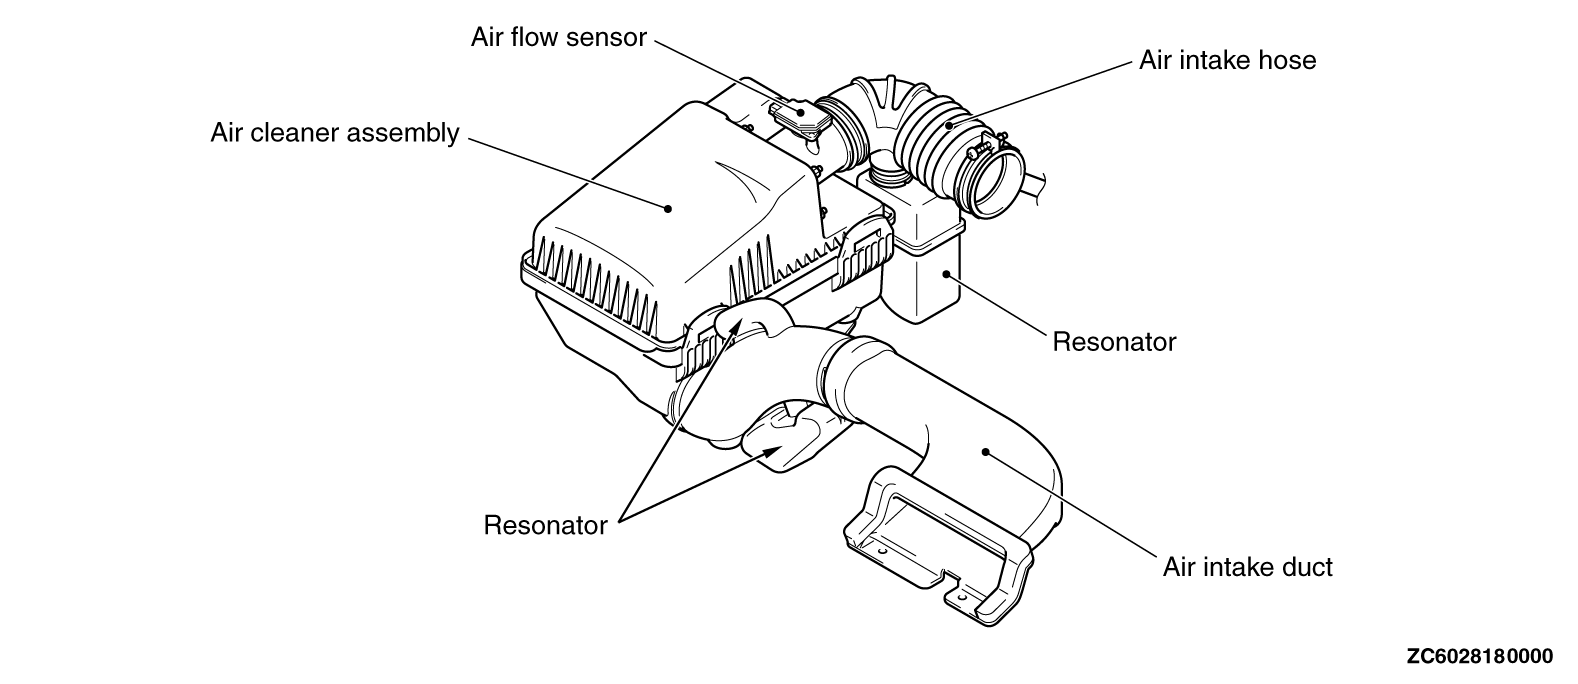 Air flow sensor
Air intake hose
Air cleaner assembly
Resonator
Resonator
Air intake duct
ZC6028180000